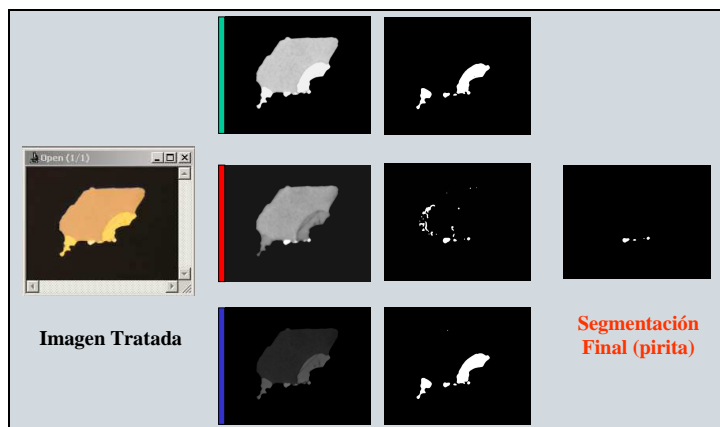 Open (1/1)
Imagen Tratada
Segmentación
Final (pirita)